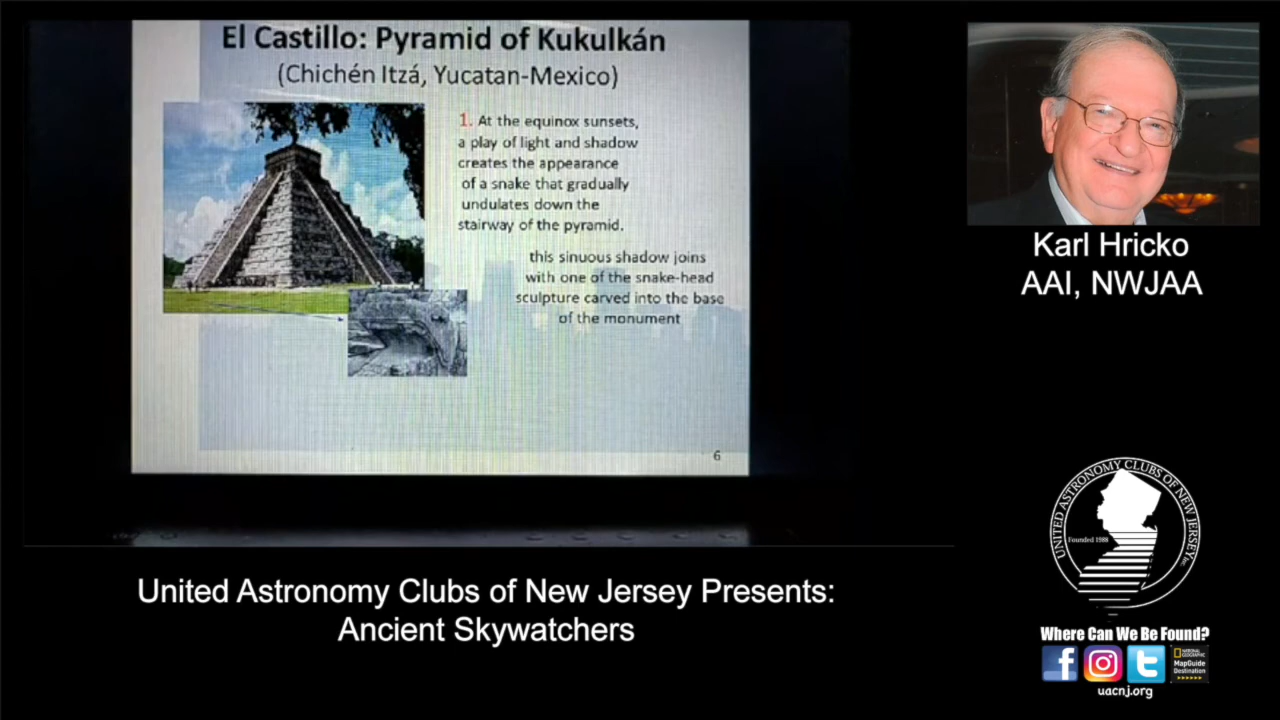 El Castillo: Pyramid of Kukulkán
(Chichén Itzá, Yucatan-Mexico)
1. At the equinox sunsets,
a play of light and shadow
creates the appearance
of a snake that gradually
undulates down the
stairway of the pyramid.
this sinuous shadow joins
with one of the snake-head
sculpture carved into the base
of the monument
6
Karl Hricko
AAI, NWJAA
United Astronomy Clubs of New Jersey Presents:
Ancient Skywatchers
UNITED ASTRONOMY CLUBS OF NEW JERSEY, Inc.
Founded 1988
Where Can We Be Found?
NATIONAL
GEOGRAPHIC
MapGuide
Destination
uacnj.org